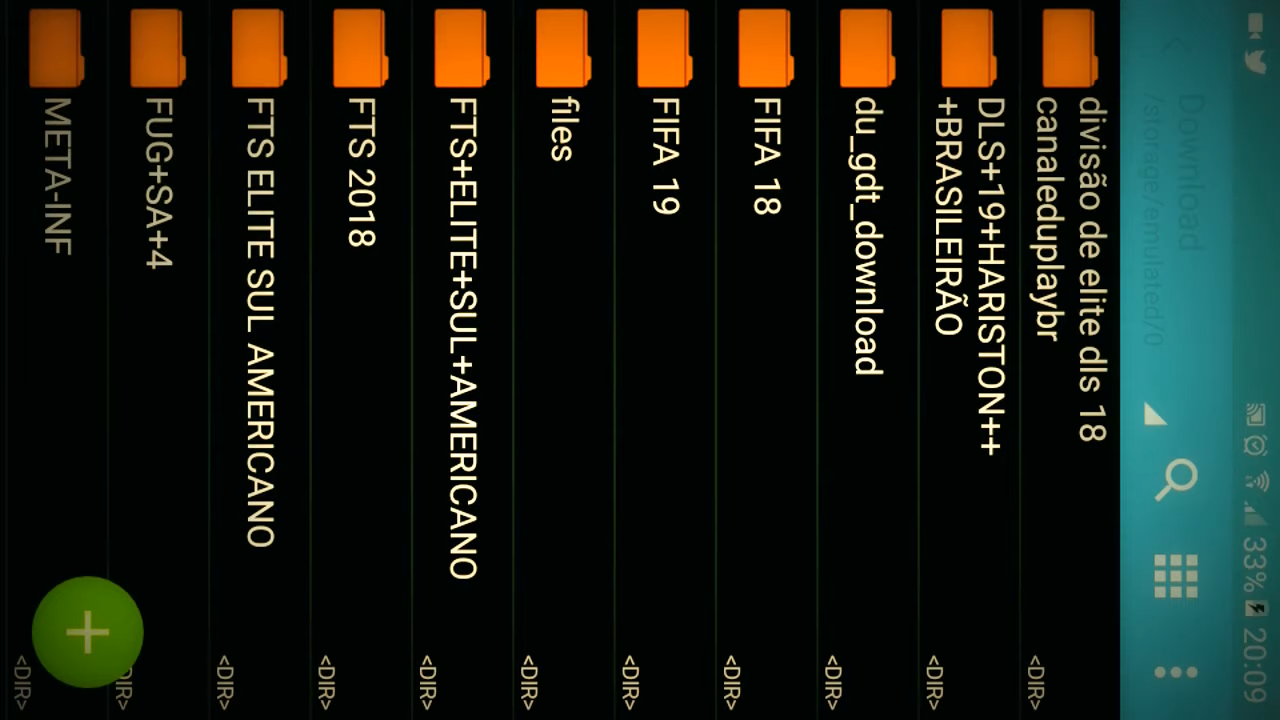 33% 20:09
Download
/storage/emulated/0
divisão de elite dls 18
canaleduplaybr
<DIR>
DLS+19+HARISTON++
+BRASILEIRÃO
<DIR>
du_gdt_download
<DIR>
FIFA 18
<DIR>
FIFA 19
<DIR>
files
<DIR>
FTS+ELITE+SUL+AMERICANO
<DIR>
FTS 2018
<DIR>
FTS ELITE SUL AMERICANO
<DIR>
FUG+SA+4
<DIR>
META-INF
<DIR>